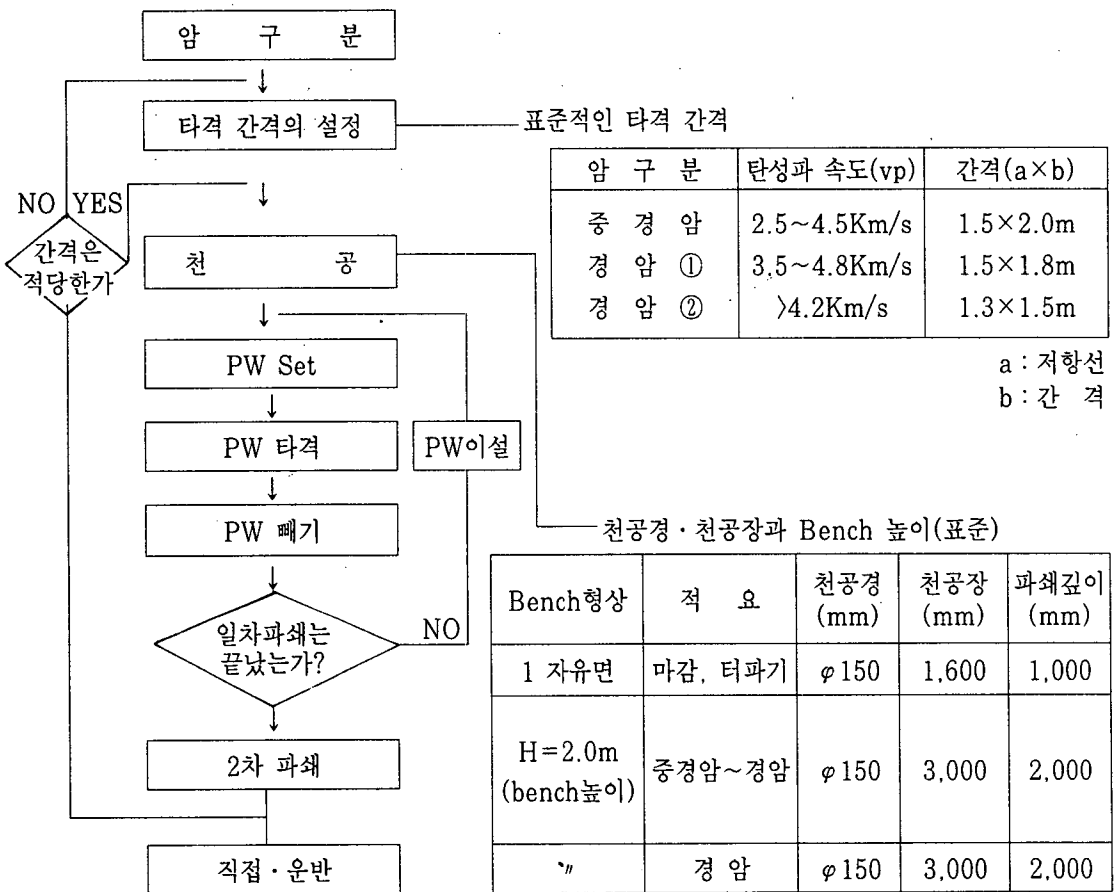 암 구 분
타격 간격의 설정
표준적인 타격 간격
암 구 분 탄성파 속도(vp) 간격(a×b)
중 경 암 2.5~4.5Km/s 1.5×2.0m
경 암 ① 3.5~4.8Km/s 1.5×1.8m
경 암 ② >4.2Km/s 1.3×1.5m
a : 저항선
b : 간 격
NO YES
간격은
적당한가
천 공
PW Set
PW 타격
PW이설
PW 빼기
일차파쇄는
끝났는가?
NO
2차 파쇄
직접·운반
천공경·천공장과 Bench 높이(표준)
Bench형상 적 요 천공경 (mm) 천공장 (mm) 파쇄깊이 (mm)
1 자유면 마감, 터파기 φ150 1,600 1,000
H=2.0m
(bench높이) 중경암~경암 φ150 3,000 2,000
〃 경 암 φ150 3,000 2,000